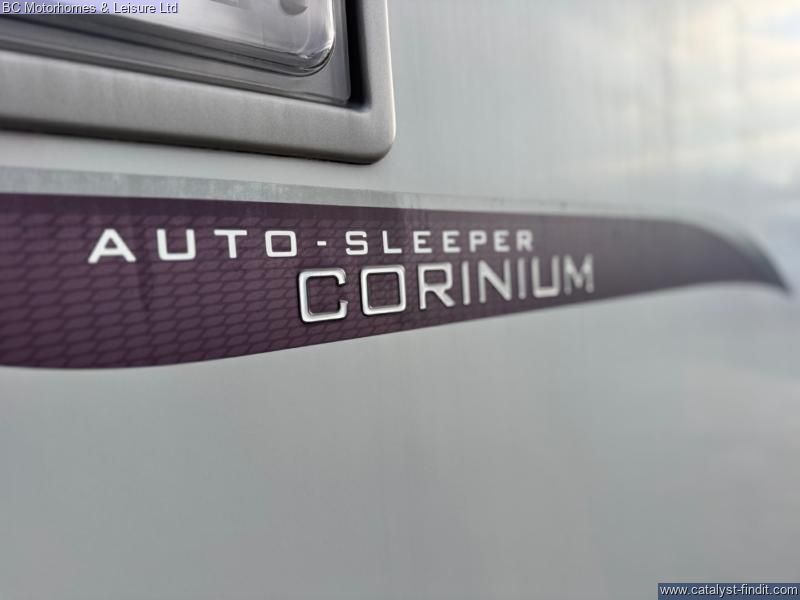 BC Motorhomes & Leisure Ltd
AUTO-SLEEPER
CORINIUM
www.catalyst-findit.com